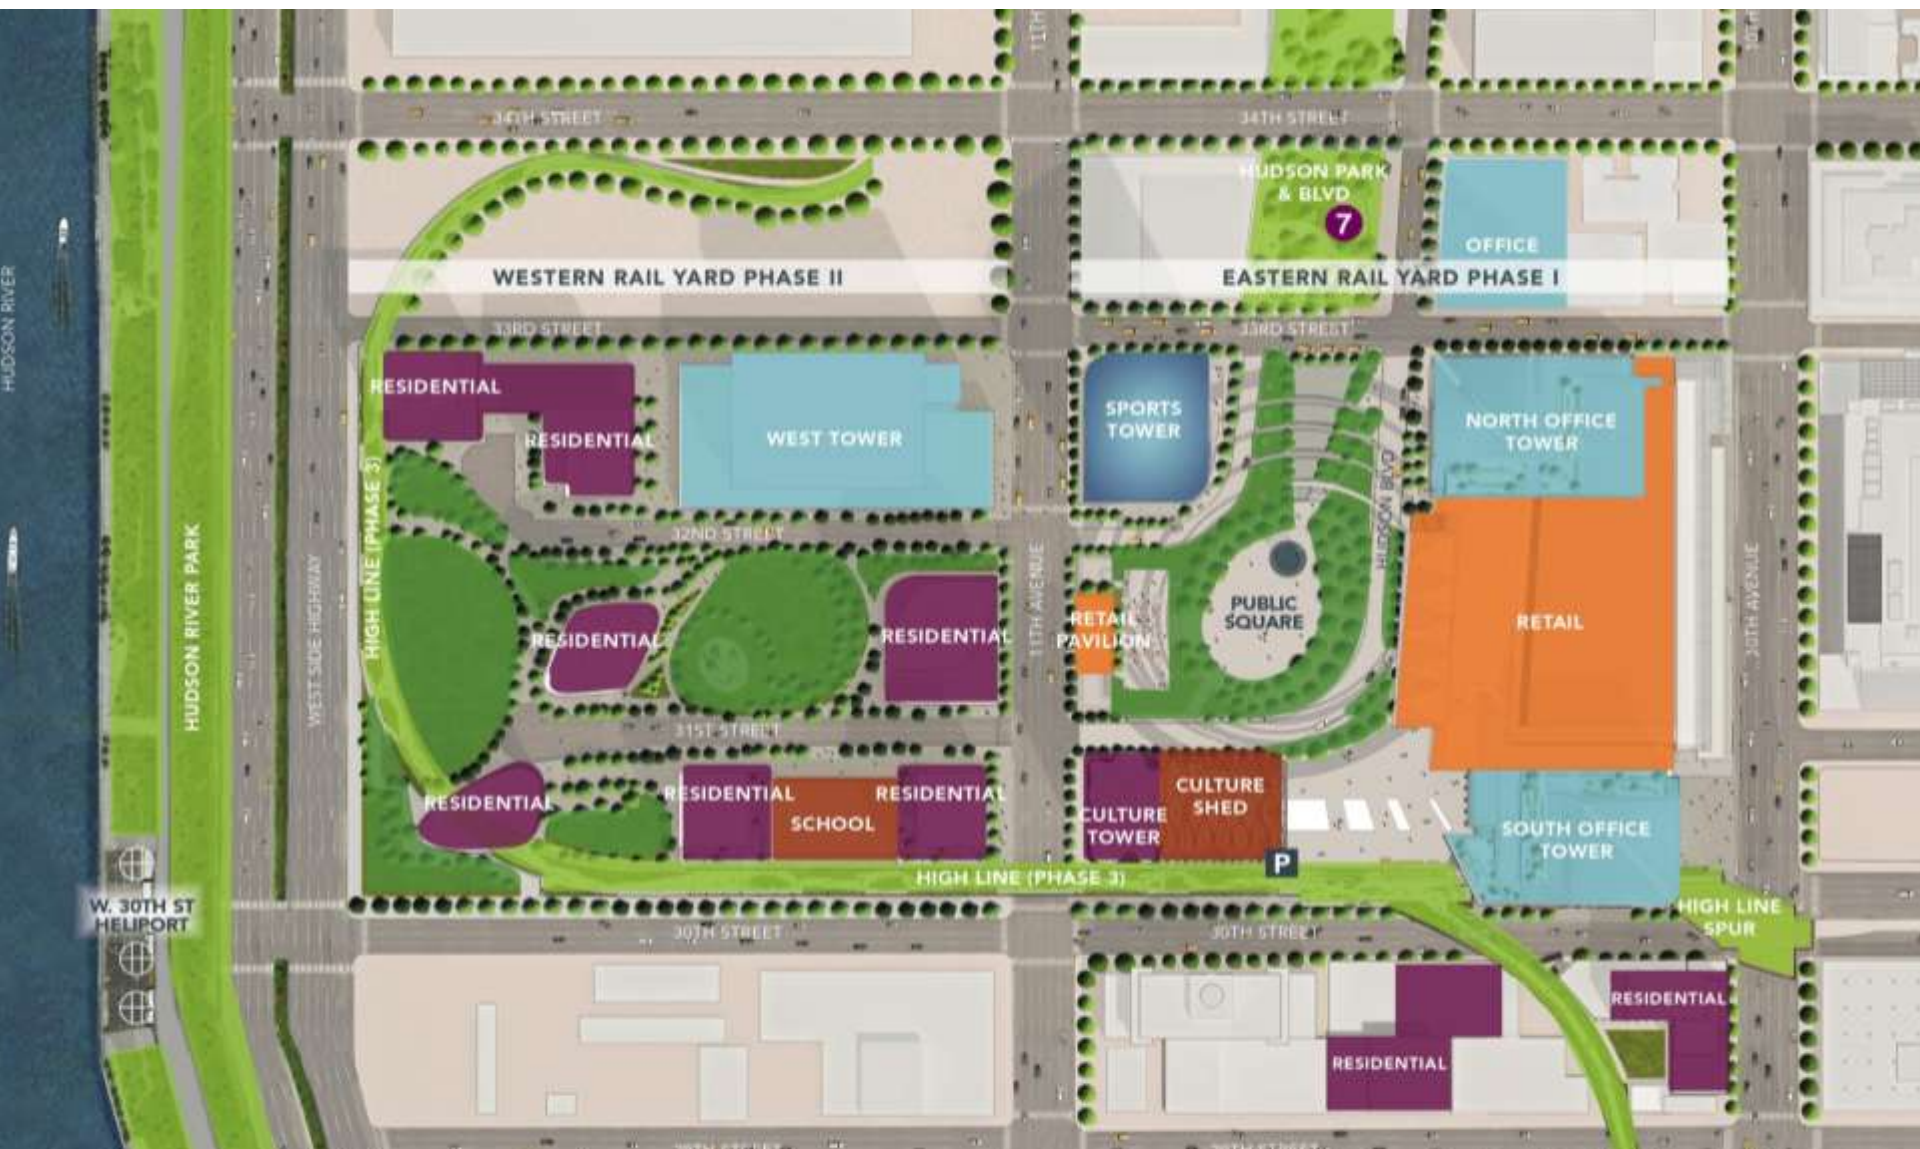 11TH
34TH STREET
34TH STREET
HUDSON PARK
& BLVD
7
OFFICE
WESTERN RAIL YARD PHASE II
EASTERN RAIL YARD PHASE I
HUDSON RIVER
33RD STREET
33RD STREET
RESIDENTIAL
RESIDENTIAL
WEST TOWER
SPORTS
TOWER
NORTH OFFICE
TOWER
HUDSON BLVD
32ND STREET
HIGH LINE (PHASE 3)
HUDSON RIVER PARK
WEST SIDE HIGHWAY
11TH AVENUE
RESIDENTIAL
RESIDENTIAL
RETAIL
PAVILION
PUBLIC
SQUARE
RETAIL
10TH AVENUE
31ST STREET
RESIDENTIAL
RESIDENTIAL
SCHOOL
RESIDENTIAL
CULTURE
TOWER
CULTURE
SHED
SOUTH OFFICE
TOWER
P
HIGH LINE (PHASE 3)
W. 30TH ST
HELIPORT
HIGH LINE
SPUR
30TH STREET
30TH STREET
RESIDENTIAL
RESIDENTIAL